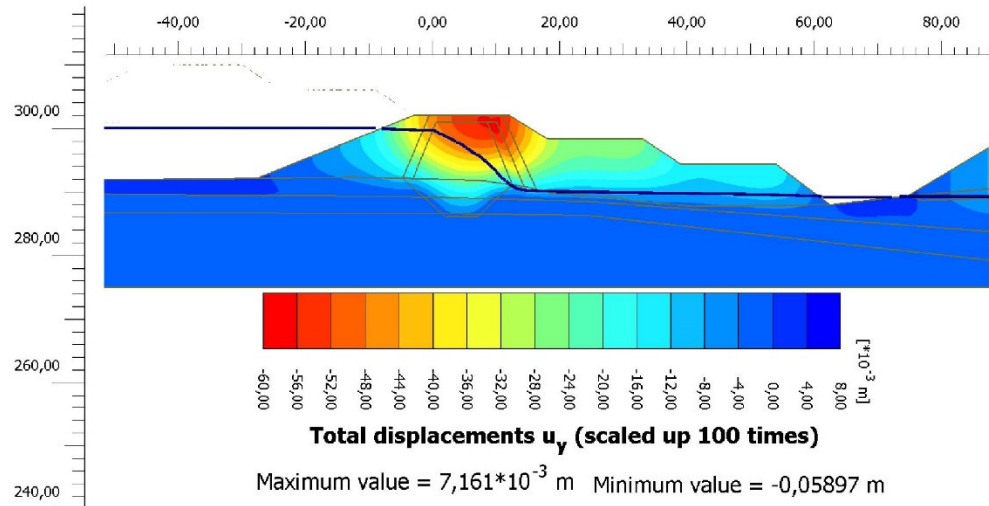 -40,00 -20,00 0,00 20,00 40,00 60,00 80,00
300,00
280,00
260,00
240,00
-60,00 -56,00 -52,00 -48,00 -44,00 -40,00 -36,00 -32,00 -28,00 -24,00 -20,00 -16,00 -12,00 -8,00 -4,00 0,00 4,00 8,00
[*10⁻³ m]
Total displacements u_y (scaled up 100 times)
Maximum value = 7,161*10⁻³ m Minimum value = -0,05897 m